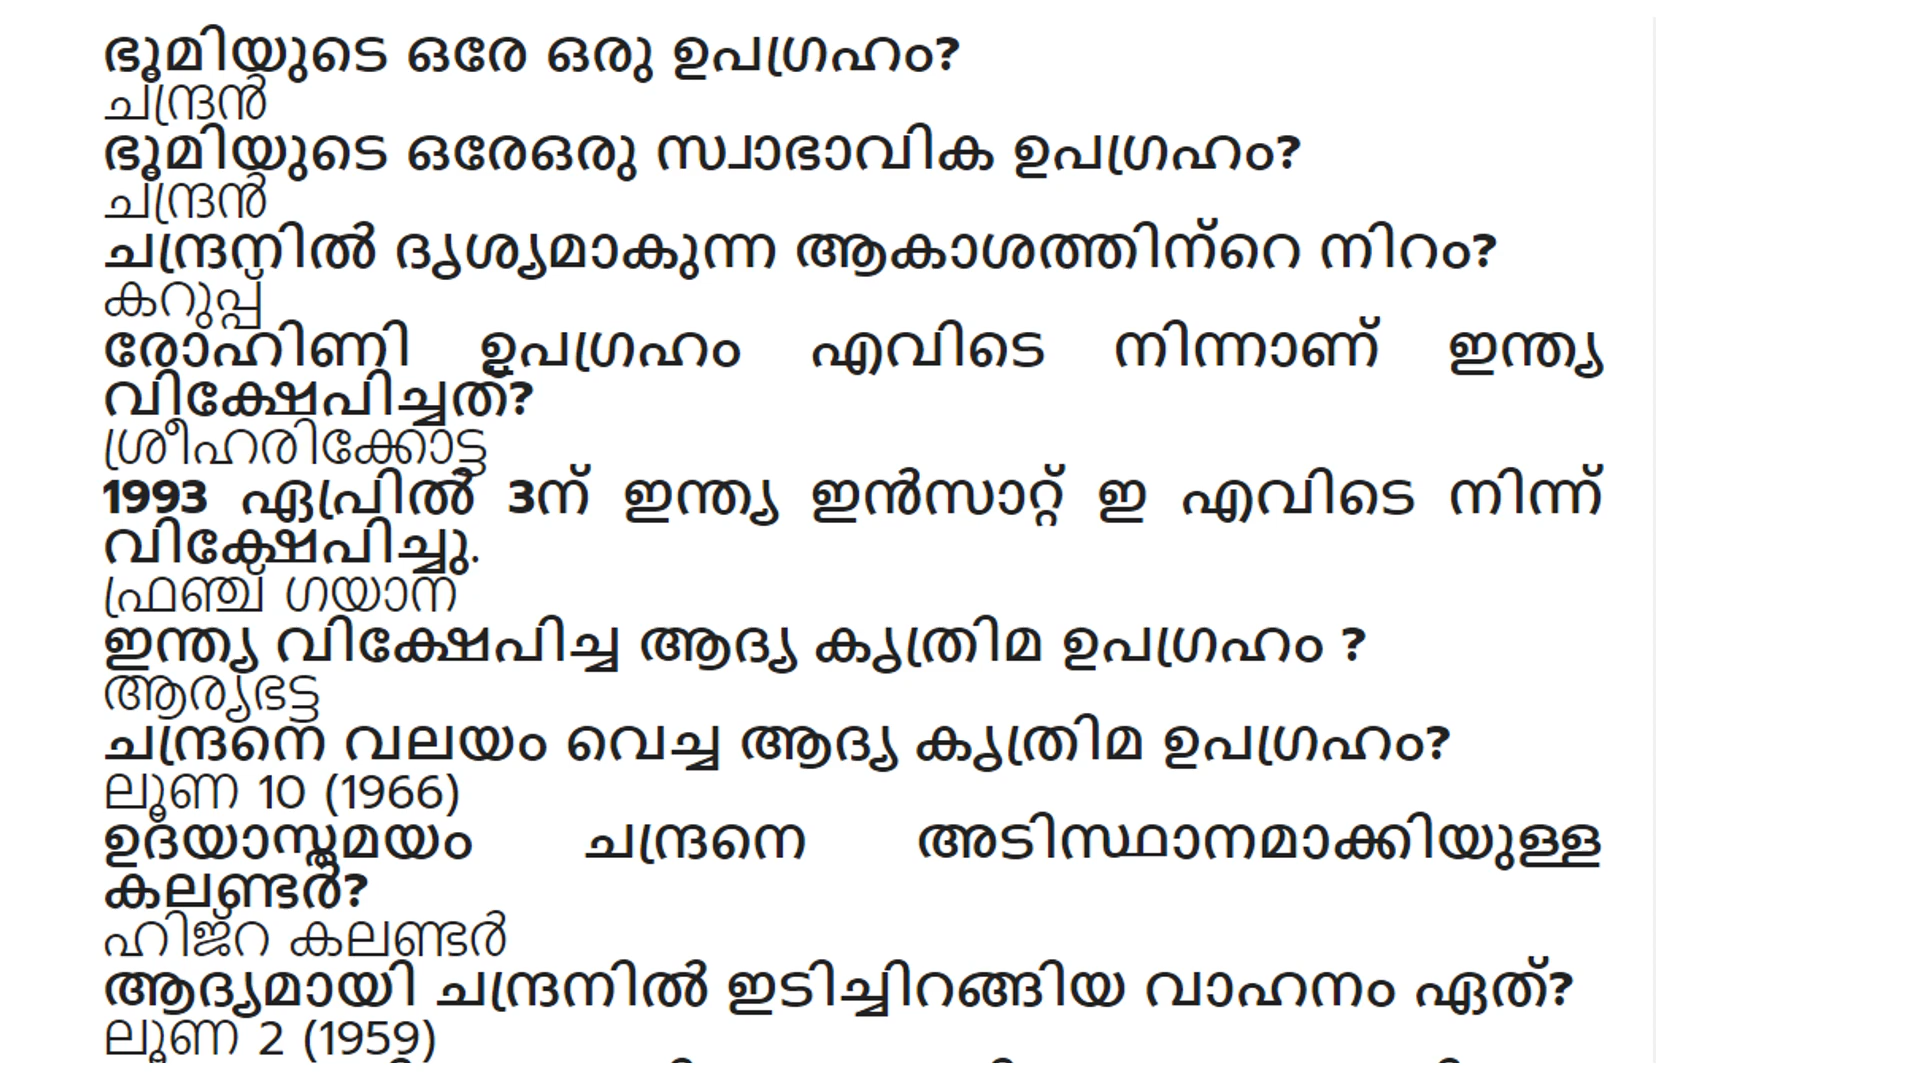 ഭൂമിയുടെ ഒരേ ഒരു ഉപഗ്രഹം?
ചന്ദ്രൻ
ഭൂമിയുടെ ഒരേഒരു സ്വാഭാവിക ഉപഗ്രഹം?
ചന്ദ്രൻ
ചന്ദ്രനിൽ ദൃശ്യമാകുന്ന ആകാശത്തിന്റെ നിറം?
കറുപ്പ്
രോഹിണി ഉപഗ്രഹം എവിടെ നിന്നാണ് ഇന്ത്യ
വിക്ഷേപിച്ചത്?
ശ്രീഹരിക്കോട്ട
1993 ഏപ്രിൽ 3ന് ഇന്ത്യ ഇൻസാറ്റ് ഇ എവിടെ നിന്ന്
വിക്ഷേപിച്ചു.
ഫ്രഞ്ച് ഗയാന
ഇന്ത്യ വിക്ഷേപിച്ച ആദ്യ കൃത്രിമ ഉപഗ്രഹം ?
ആര്യഭട്ട
ചന്ദ്രനെ വലയം വെച്ച ആദ്യ കൃത്രിമ ഉപഗ്രഹം?
ലൂണ 10 (1966)
ഉദയാസ്തമയം ചന്ദ്രനെ അടിസ്ഥാനമാക്കിയുള്ള
കലണ്ടർ?
ഹിജ്റ കലണ്ടർ
ആദ്യമായി ചന്ദ്രനിൽ ഇടിച്ചിറങ്ങിയ വാഹനം ഏത്?
ലൂണ 2 (1959)